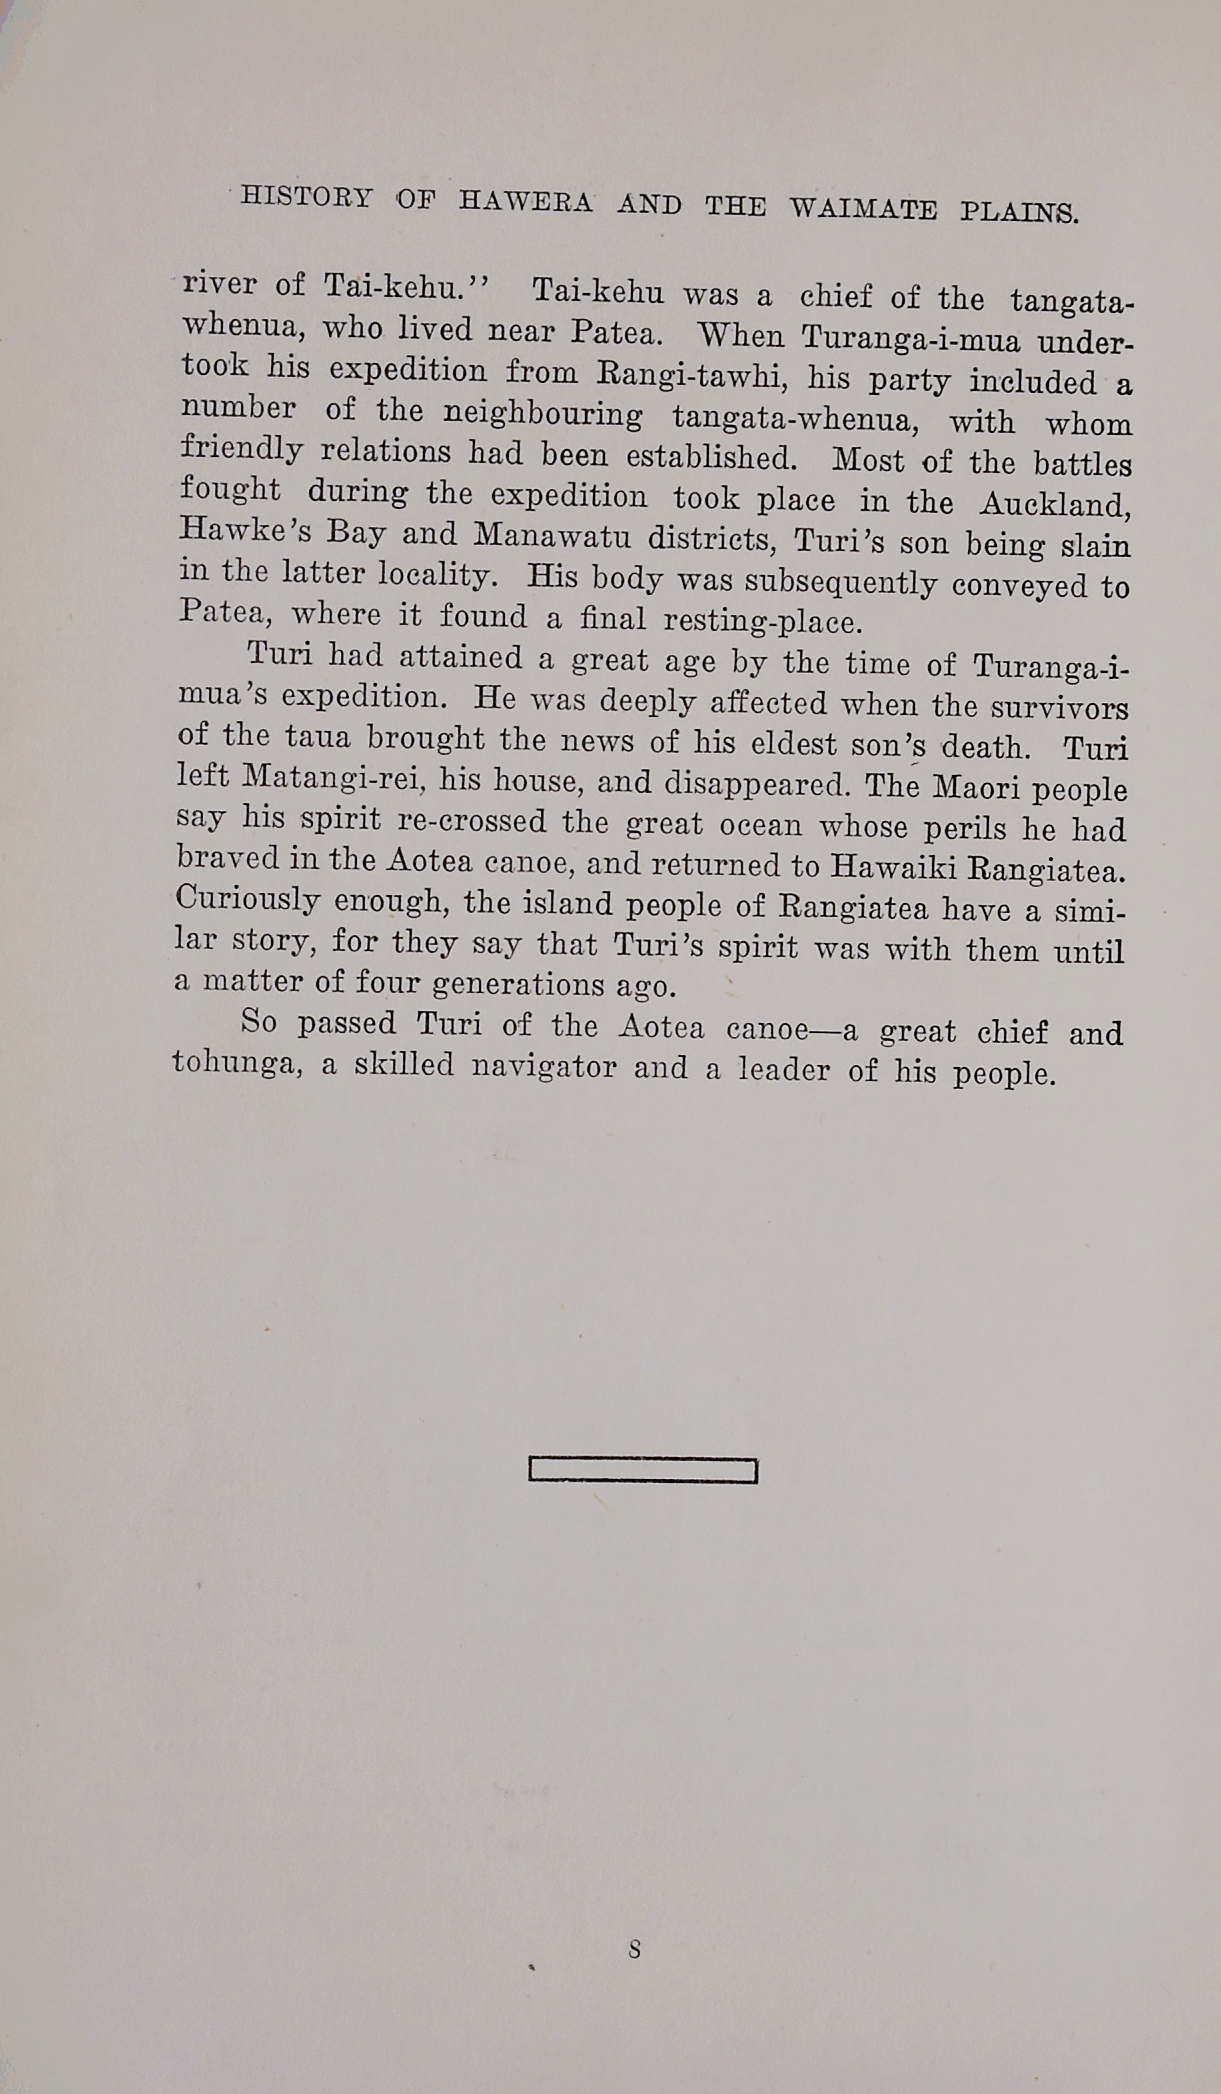 HISTORY OF HAWERA AND THE WAIMATE PLAINS.
river of Tai-kehu.'' Tai-kehu was a chief of the tangata-
whenua, who lived near Patea. When Turanga-i-mua under-
took his expedition from Rangi-tawhi, his party included a
number of the neighbouring tangata-whenua, with whom
friendly relations had been established. Most of the battles
fought during the expedition took place in the Auckland,
Hawke's Bay and Manawatu districts, Turi's son being slain
in the latter locality. His body was subsequently conveyed to
Patea, where it found a final resting-place.
Turi had attained a great age by the time of Turanga-i-
mua's expedition. He was deeply affected when the survivors
of the taua brought the news of his eldest son's death. Turi
left Matangi-rei, his house, and disappeared. The Maori people
say his spirit re-crossed the great ocean whose perils he had
braved in the Aotea canoe, and returned to Hawaiki Rangiatea.
Curiously enough, the island people of Rangiatea have a simi-
lar story, for they say that Turi's spirit was with them until
a matter of four generations ago.
So passed Turi of the Aotea canoe—a great chief and
tohunga, a skilled navigator and a leader of his people.
8